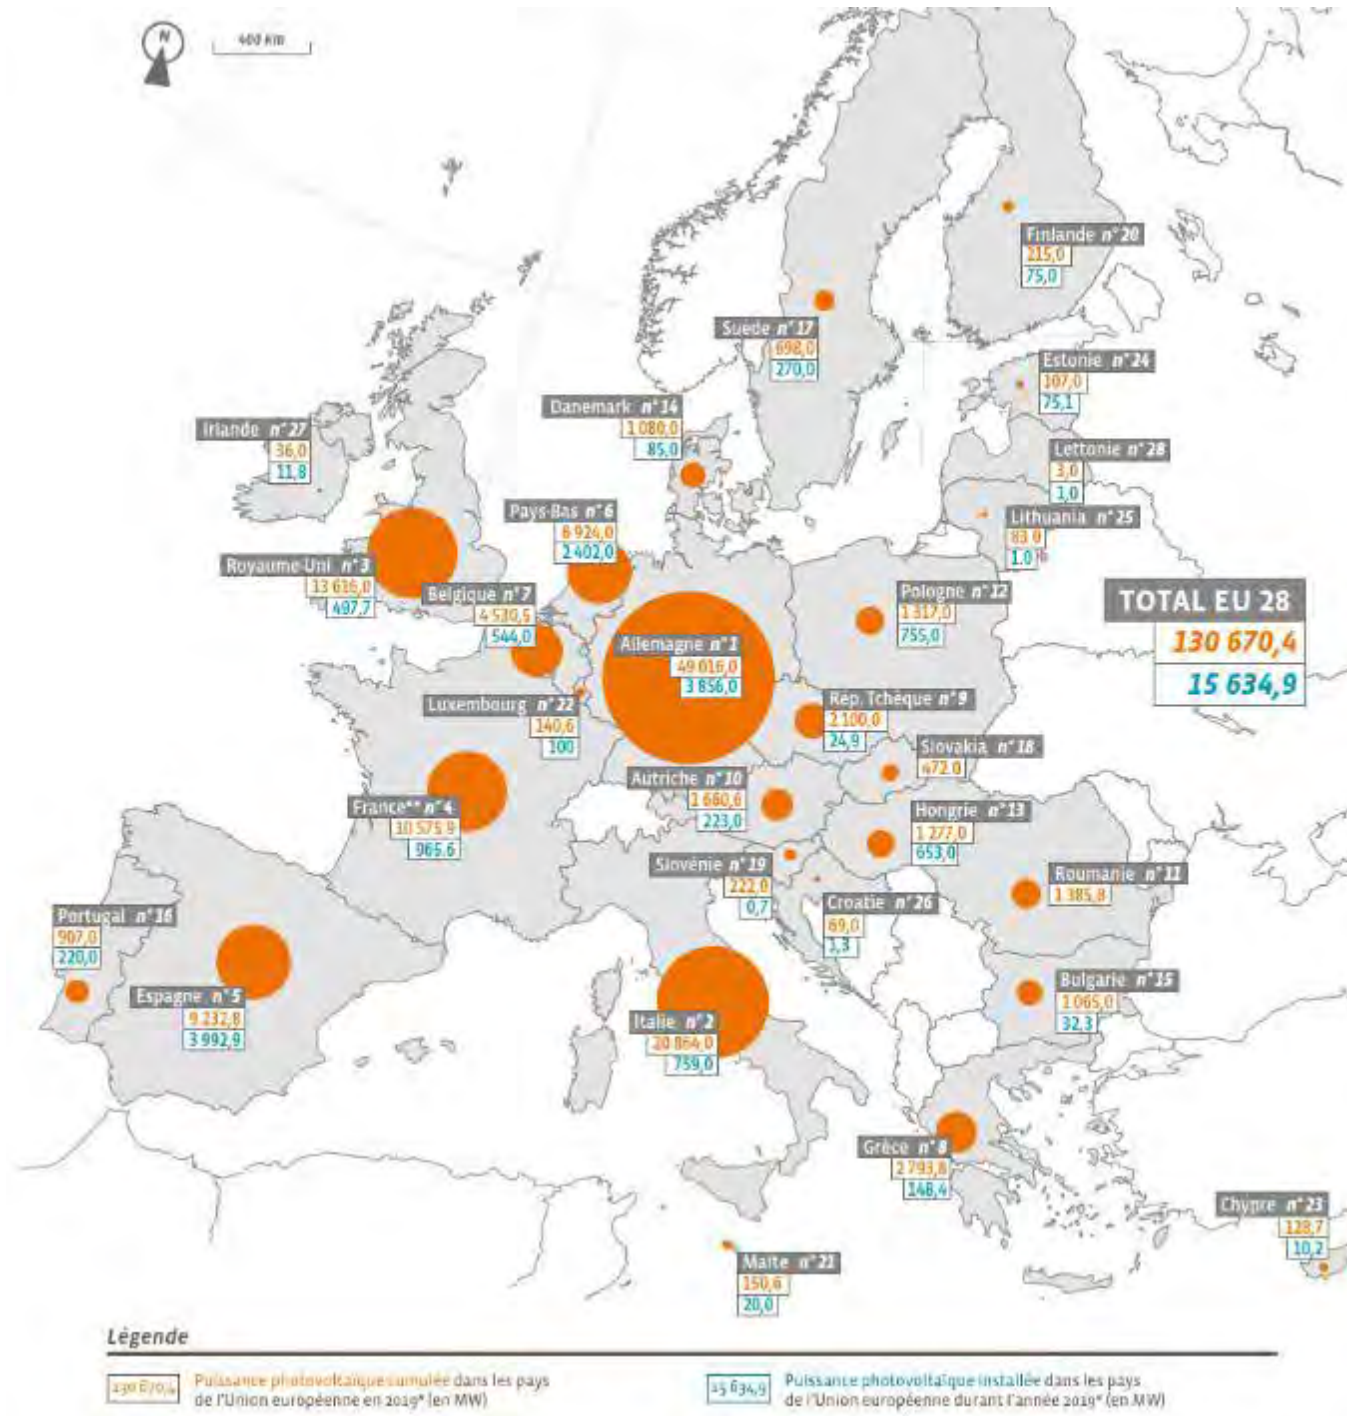 N
400 km
Finlande n°20
215,0
75,0
Suède n°17
698,0
270,0
Estonie n°24
107,0
75,1
Danemark n°14
1 080,0
85,0
Irlande n°27
36,0
11,8
Lettonie n°28
3,0
1,0
Pays-Bas n°6
6 924,0
2 402,0
Lithuania n°25
83,0
1.0
Royaume-Uni n°3
13 616,0
497,7
Belgique n°7
4 530,5
544,0
Pologne n°12
1 317,0
755,0
TOTAL EU 28
130 670,4
15 634,9
Allemagne n°1
49 016,0
3 856,0
Luxembourg n°22
140,6
100
Rép. Tchèque n°9
2 100,0
24,9
Slovakia n°18
472.0
Autriche n°10
1 660,6
223,0
France** n°4
10 575.9
965.6
Hongrie n°13
1 277,0
653,0
Slovénie n°19
222,0
0,7
Roumanie n°11
1 385,8
Croatie n°26
69,0
1,3
Portugal n°16
907,0
220,0
Espagne n°5
9 232,8
3 992,9
Bulgarie n°15
1 065,0
32,3
Italie n°2
20 864,0
759,0
Grèce n°8
2 793,8
148,4
Chypre n°23
128,7
10,2
Malte n°21
150,6
20,0
Légende
130 670,4 Puissance photovoltaïque cumulée dans les pays
de l'Union européenne en 2019* (en MW)
15 634,9 Puissance photovoltaïque installée dans les pays
de l'Union européenne durant l'année 2019* (en MW)